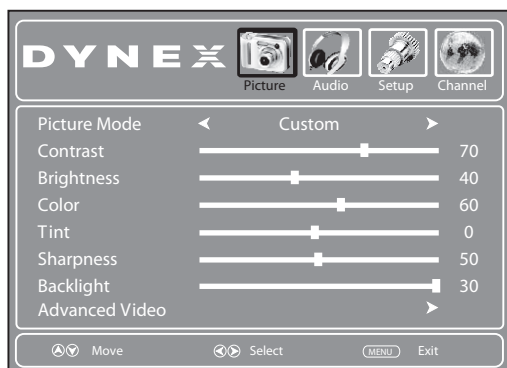 DYNEX
Picture Audio Setup Channel
Picture Mode Custom
Contrast 70
Brightness 40
Color 60
Tint 0
Sharpness 50
Backlight 30
Advanced Video
Move Select MENU Exit